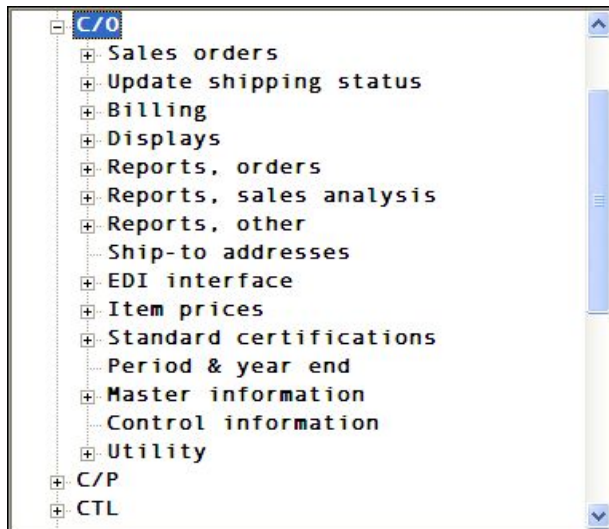 C/O
Sales orders
Update shipping status
Billing
Displays
Reports, orders
Reports, sales analysis
Reports, other
Ship-to addresses
EDI interface
Item prices
Standard certifications
Period & year end
Master information
Control information
Utility
C/P
CTL